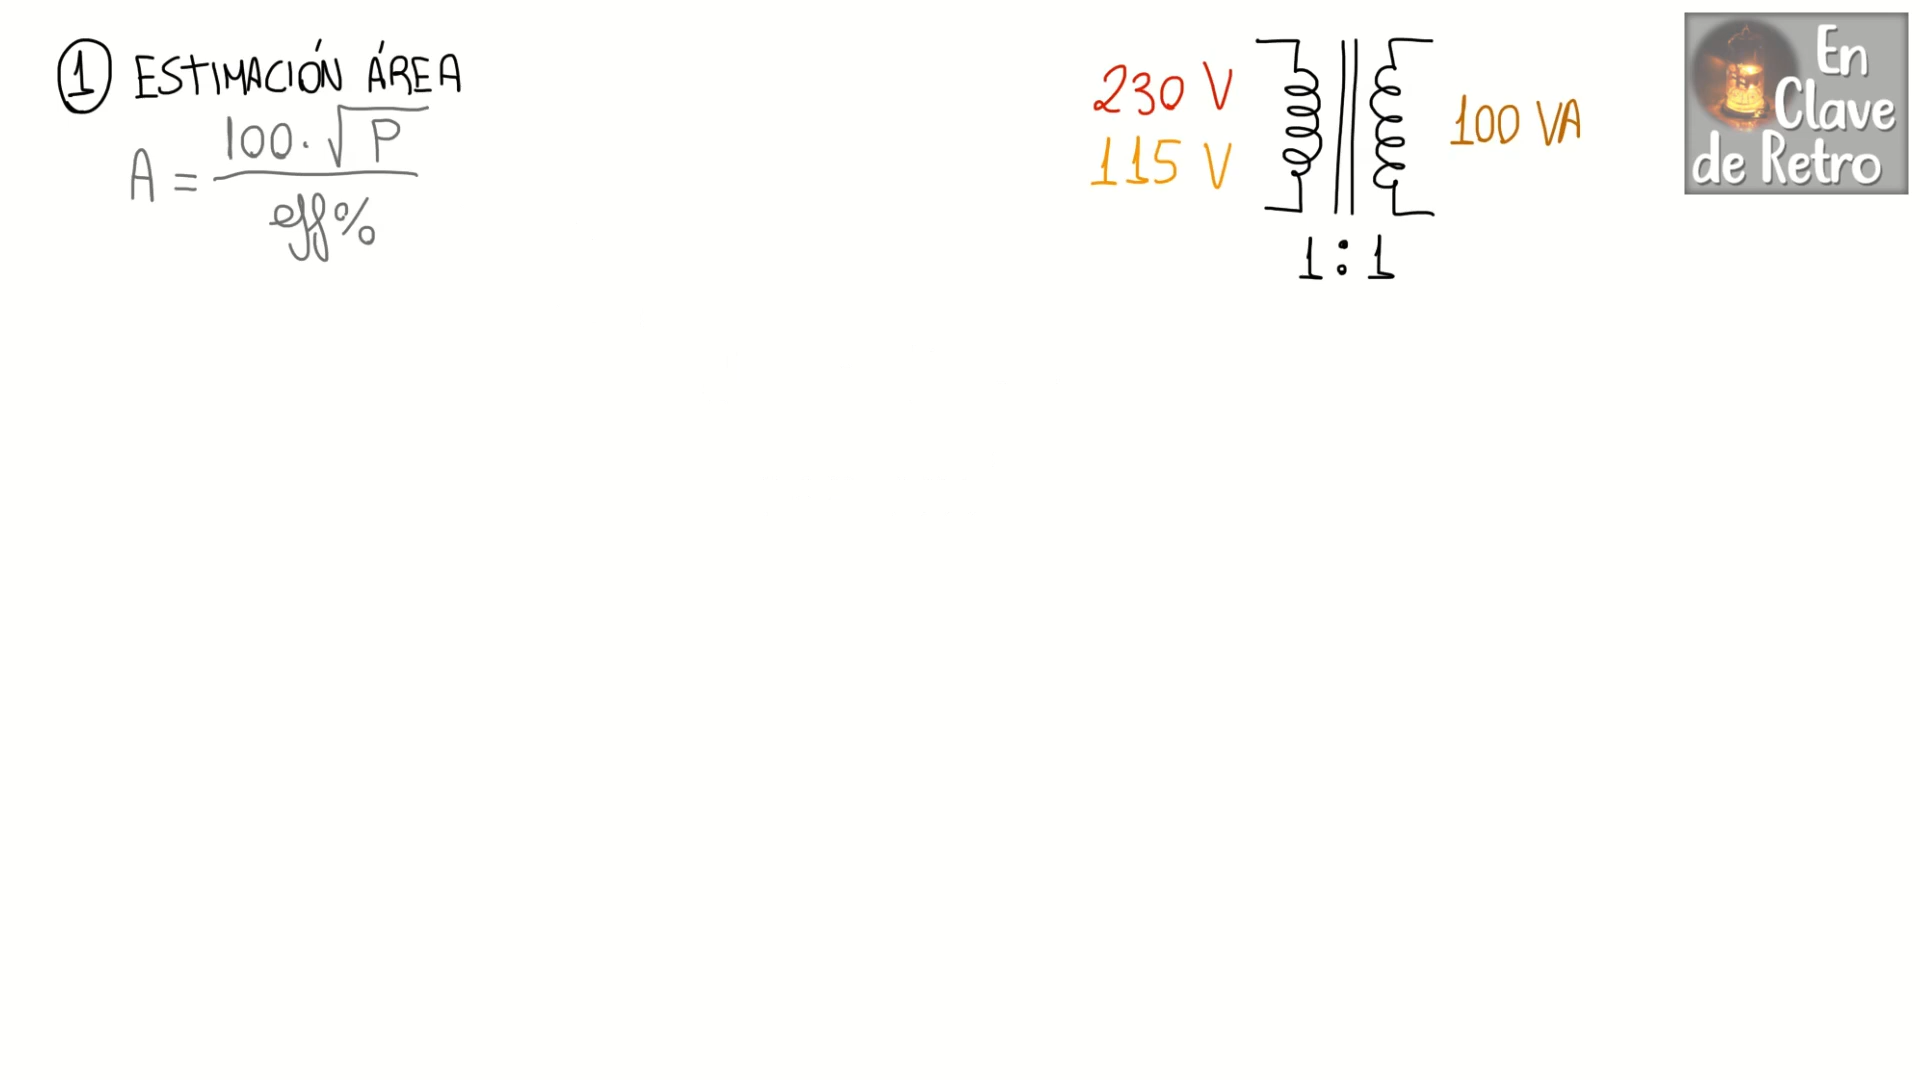 1 ESTIMACIÓN ÁREA
A = 100·√P / eff%
230 V
115 V
100 VA
1 : 1
En
Clave
de Retro